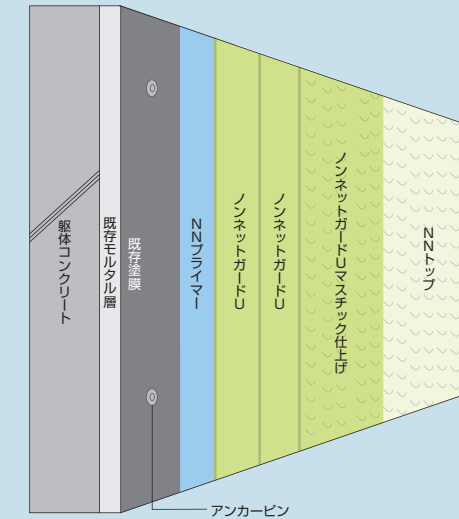 躯体コンクリート
既存モルタル層
既存塗膜
NNプライマー
ノンネットガードU
ノンネットガードU
ノンネットガードUマスチック仕上げ
NNトップ
アンカーピン